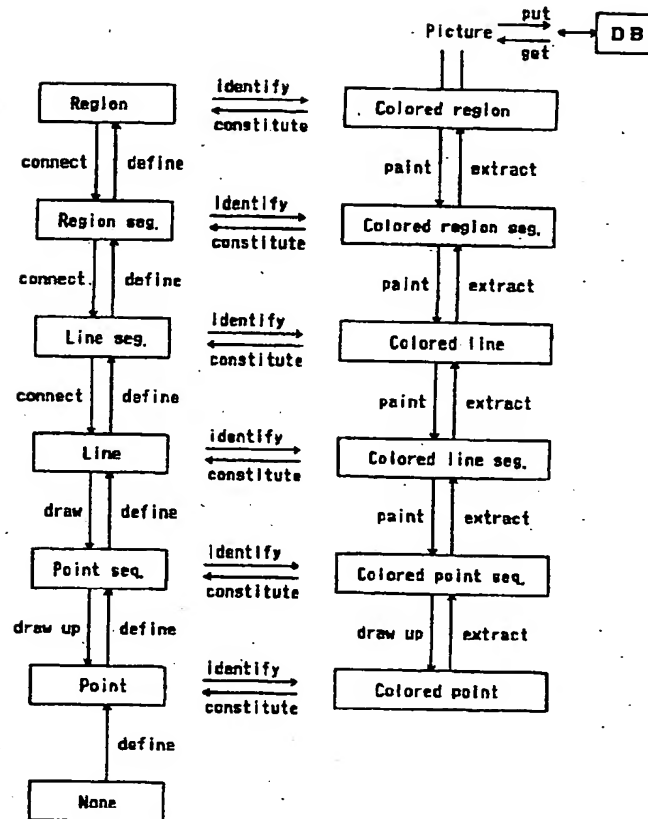 put
Picture
DB
get
identify
Region
Colored region
constitute
connect
define
paint
extract
identify
Region seg.
Colored region seg.
constitute
connect.
define
paint
extract
identify
Line seg.
Colored line
constitute
connect
define
paint
extract
identify
Line
Colored line seg.
constitute
draw
define
paint
extract
identify
Point seq.
Colored point seq.
constitute
draw up
define
draw up
extract
identify
Point
Colored point
constitute
define
None